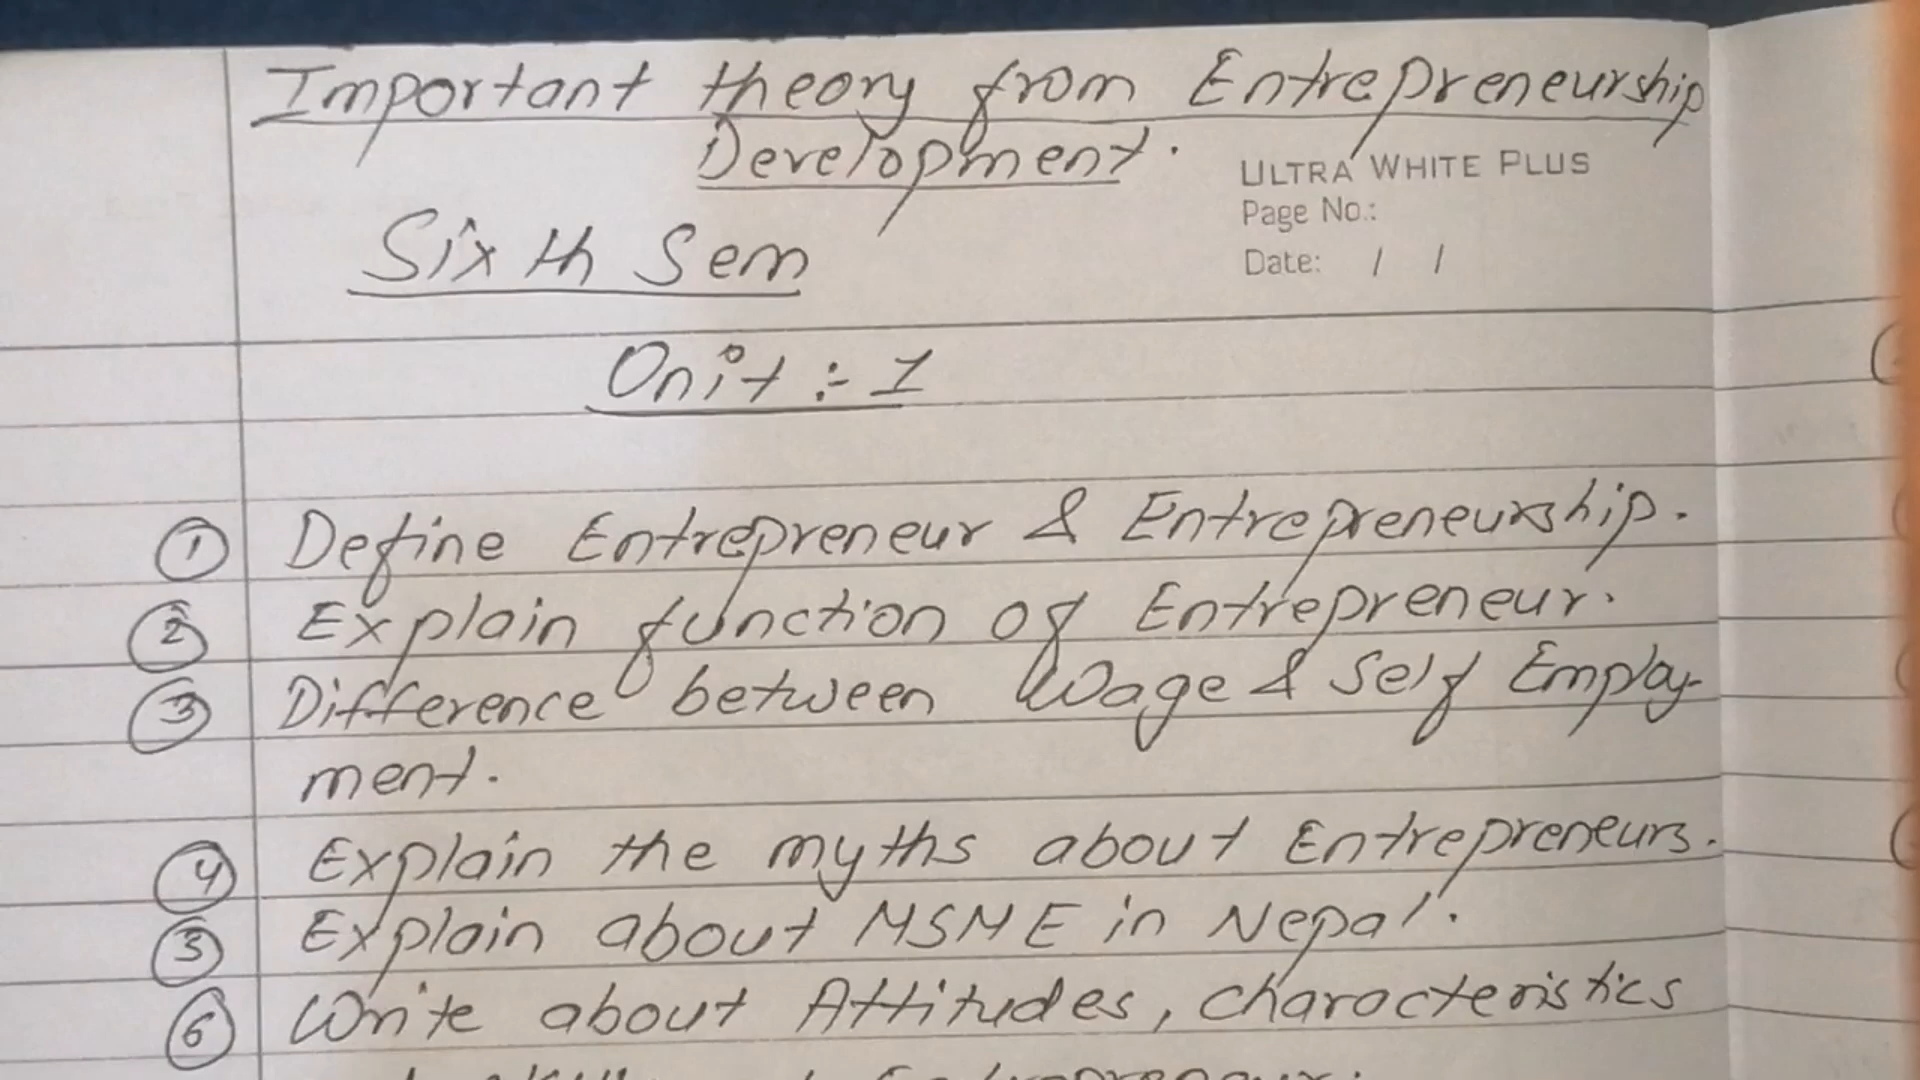 Important theory from Entrepreneurship
Development.
ULTRA WHITE PLUS
Page No.:
Date: / /
Sixth Sem
Unit :- 1
1 Define Entrepreneur & Entrepreneurship.
2 Explain function of Entrepreneur.
3 Difference between Wage & Self Employ-
ment.
4 Explain the myths about Entrepreneurs.
5 Explain about MSME in Nepal.
6 Write about Attitudes, characteristics
Entrepreneur.